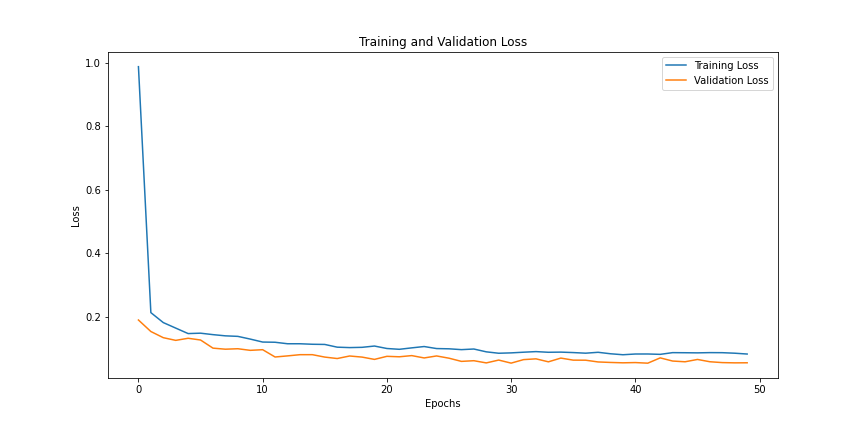 Training and Validation Loss
Training Loss
Validation Loss
1.0
0.8
0.6
0.4
0.2
Loss
0 10 20 30 40 50
Epochs